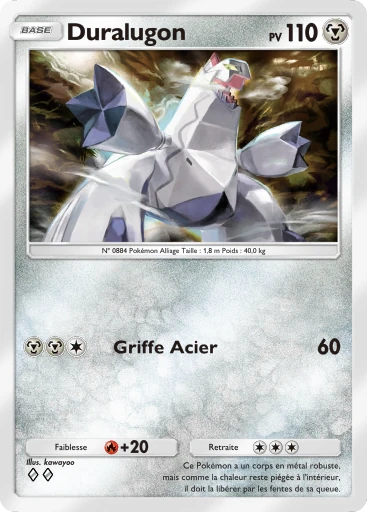 BASE Duralugon PV 110
N° 0884 Pokémon Alliage Taille : 1,8 m Poids : 40,0 kg
Griffe Acier 60
Faiblesse +20 Retraite
Illus. kawayoo
Ce Pokémon a un corps en métal robuste,
mais comme la chaleur reste piégée à l'intérieur,
il doit la libérer par les fentes de sa queue.